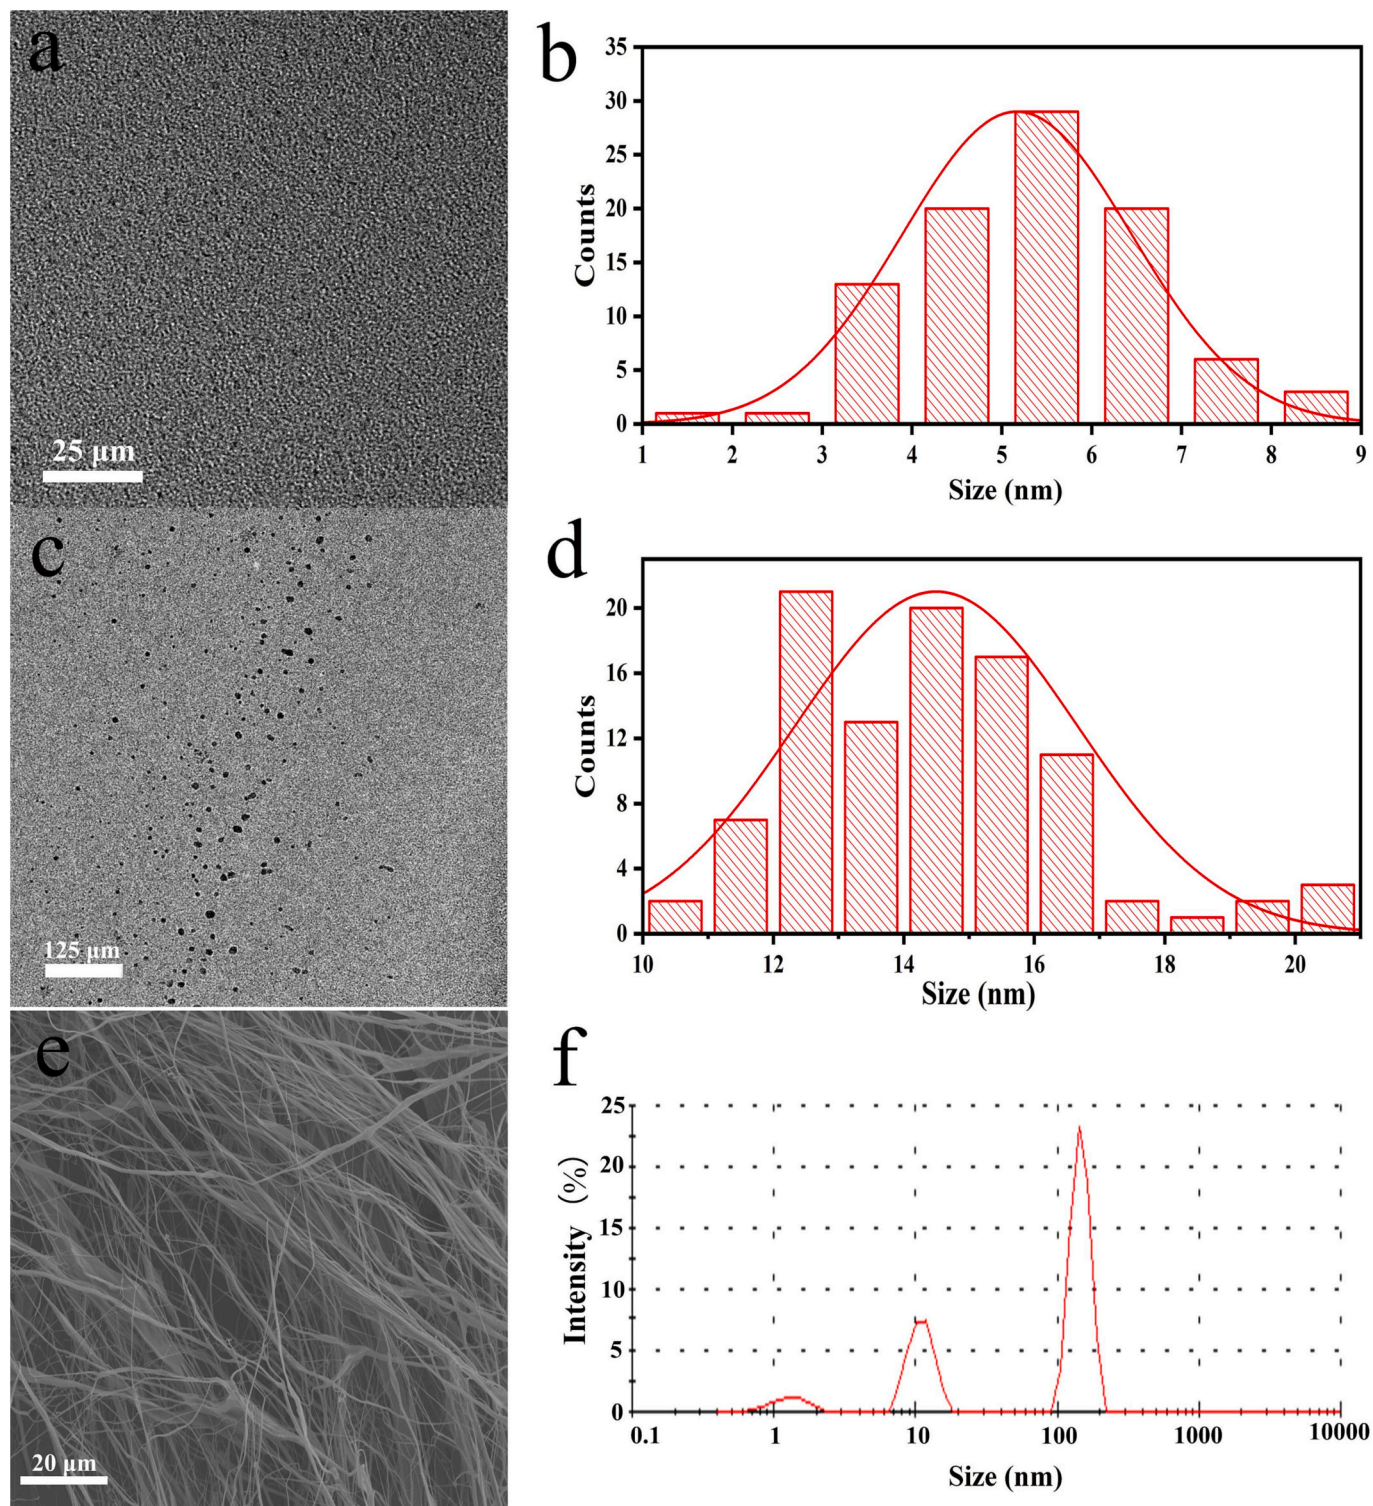 a
25 μm
b
35
30
25
20
15
10
5
0
Counts
1 2 3 4 5 6 7 8 9
Size (nm)
c
125 μm
d
20
16
12
8
4
0
Counts
10 12 14 16 18 20
Size (nm)
e
20 μm
f
25
20
15
10
5
0
Intensity (%)
0.1 1 10 100 1000 10000
Size (nm)